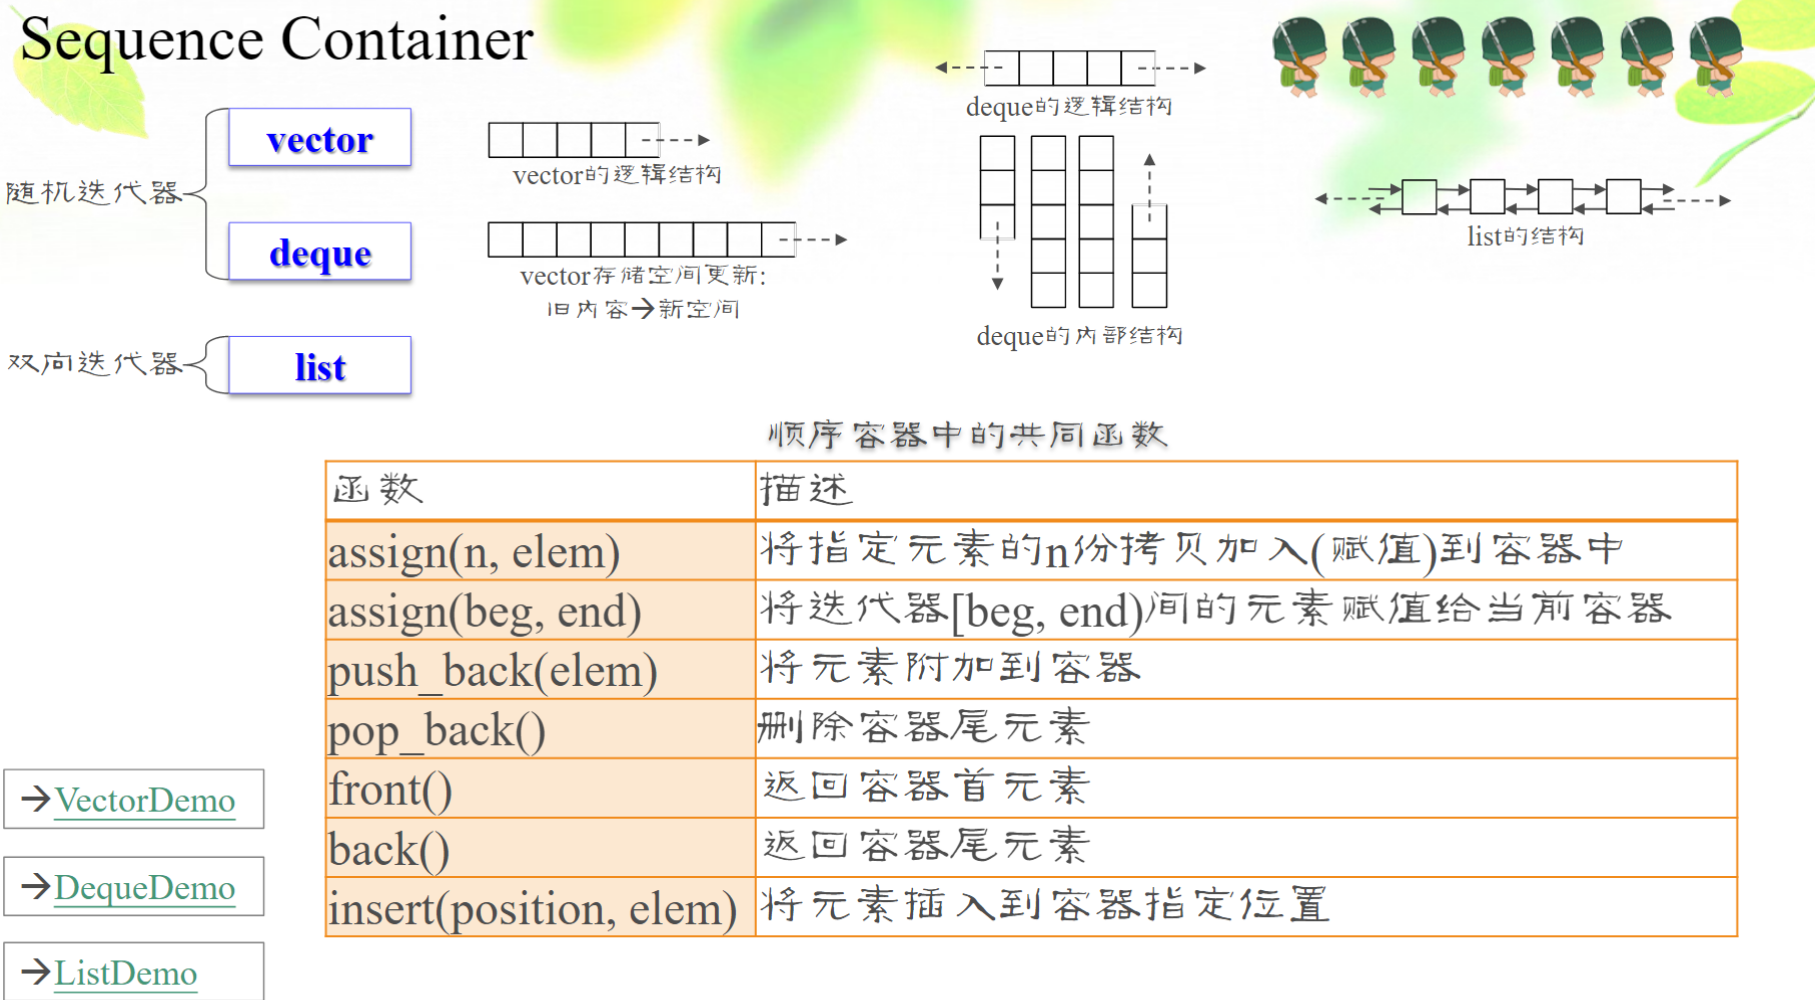 Sequence Container
随机迭代器
vector
deque
双向迭代器
list
vector的逻辑结构
vector存储空间更新:
旧内容→新空间
deque的逻辑结构
deque的内部结构
list的结构
顺序容器中的共同函数
函数 描述
assign(n, elem) 将指定元素的n份拷贝加入(赋值)到容器中
assign(beg, end) 将迭代器[beg, end)间的元素赋值给当前容器
push_back(elem) 将元素附加到容器
pop_back() 删除容器尾元素
front() 返回容器首元素
back() 返回容器尾元素
insert(position, elem) 将元素插入到容器指定位置
→VectorDemo
→DequeDemo
→ListDemo